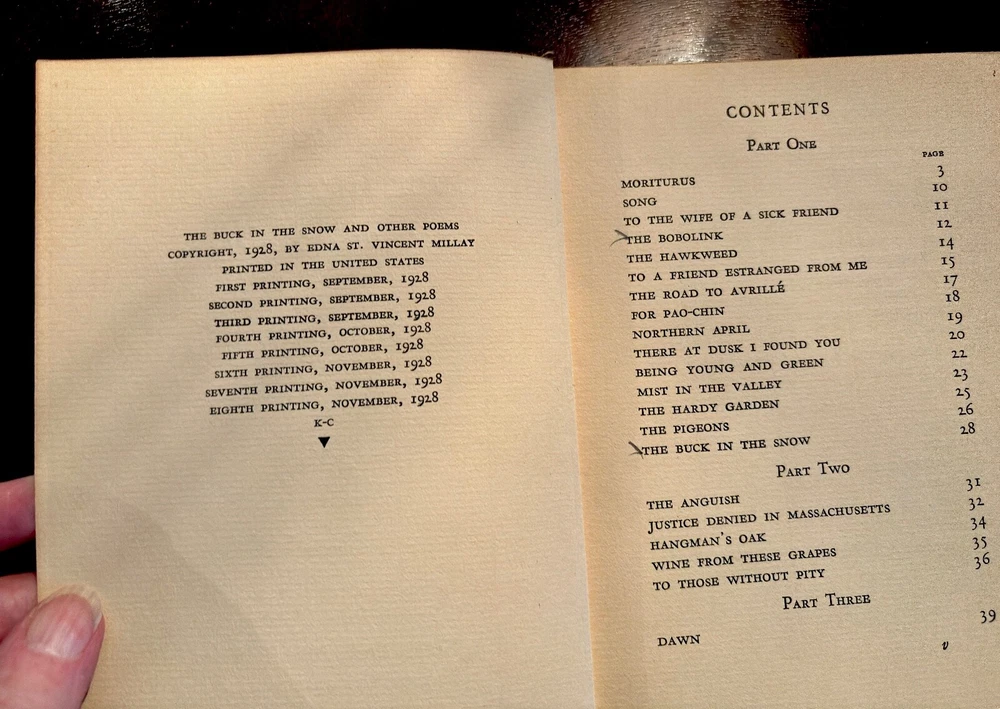 THE BUCK IN THE SNOW AND OTHER POEMS
COPYRIGHT, 1928, BY EDNA ST. VINCENT MILLAY
PRINTED IN THE UNITED STATES
FIRST PRINTING, SEPTEMBER, 1928
SECOND PRINTING, SEPTEMBER, 1928
THIRD PRINTING, SEPTEMBER, 1928
FOURTH PRINTING, OCTOBER, 1928
FIFTH PRINTING, OCTOBER, 1928
SIXTH PRINTING, NOVEMBER, 1928
SEVENTH PRINTING, NOVEMBER, 1928
EIGHTH PRINTING, NOVEMBER, 1928
K-C
CONTENTS
PART ONE
PAGE
MORITURUS 3
SONG 10
TO THE WIFE OF A SICK FRIEND 11
THE BOBOLINK 12
THE HAWKWEED 14
TO A FRIEND ESTRANGED FROM ME 15
THE ROAD TO AVRILLÉ 17
FOR PAO-CHIN 18
NORTHERN APRIL 19
THERE AT DUSK I FOUND YOU 20
BEING YOUNG AND GREEN 22
MIST IN THE VALLEY 23
THE HARDY GARDEN 25
THE PIGEONS 26
THE BUCK IN THE SNOW 28
PART TWO
THE ANGUISH 31
JUSTICE DENIED IN MASSACHUSETTS 32
HANGMAN'S OAK 34
WINE FROM THESE GRAPES 35
TO THOSE WITHOUT PITY 36
PART THREE
DAWN 39
v